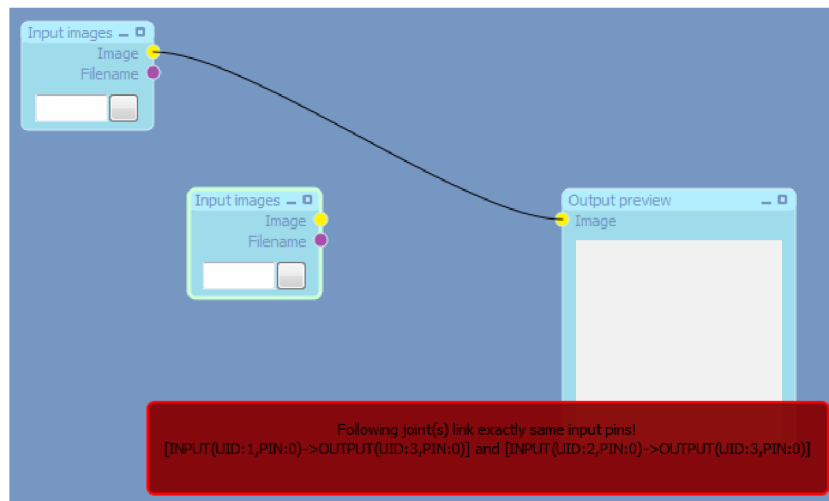 Input images
Image
Filename
Input images
Image
Filename
Output preview
Image
Following joint(s) link exactly same input pins!
[INPUT(UID:1,PIN:0)->OUTPUT(UID:3,PIN:0)] and [INPUT(UID:2,PIN:0)->OUTPUT(UID:3,PIN:0)]